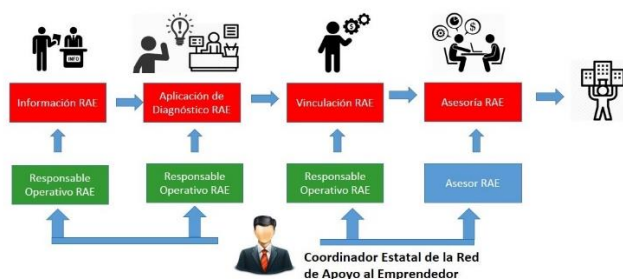 INFO
Información RAE
Aplicación de
Diagnóstico RAE
Vinculación RAE
Asesoría RAE
Responsable
Operativo RAE
Responsable
Operativo RAE
Responsable
Operativo RAE
Asesor RAE
Coordinador Estatal de la Red
de Apoyo al Emprendedor